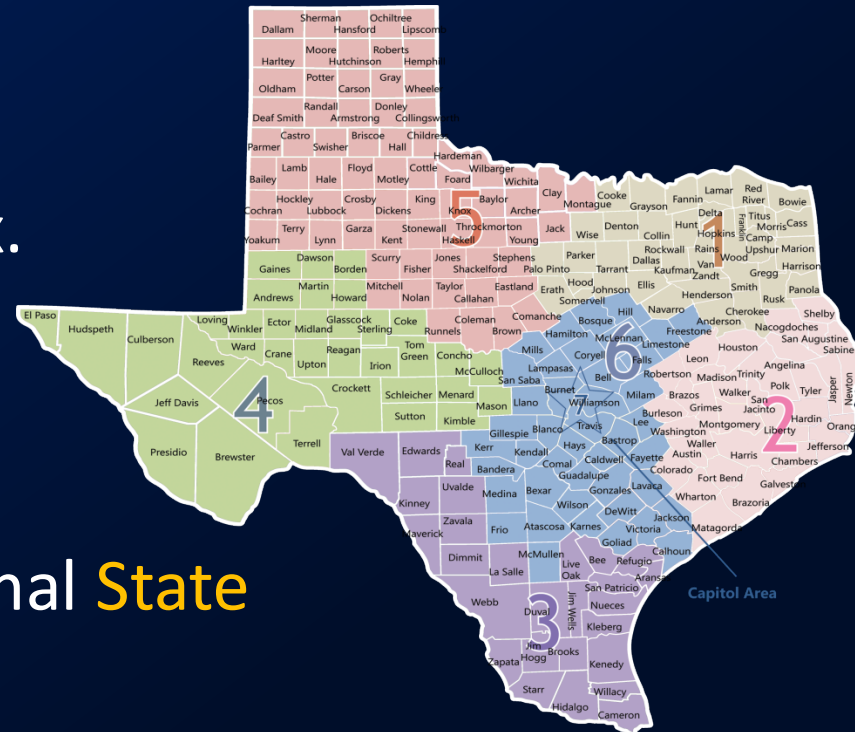 Sherman Ochiltree
Dallam Hansford Lipscom
Moore Roberts
Hartley Hutchinson Hemphill
Potter Gray
Oldham Carson Wheele
Randall Donley
Deaf Smith Armstrong Collingsworth
Castro Briscoe Childres
Parmer Swisher Hall
Hardeman
Lamb Floyd Cottle Wilbarger
Bailey Hale Motley Foard Wichita
Hockley Crosby King Baylor Clay
Cochran Lubbock Dickens Knox Archer Montague
Terry Garza Stonewall Throckmorton Jack
Yoakum Lynn Kent Haskell Young
5
x.
Cooke Fannin Lamar Red River Bowie
Grayson Delta Titus
Wise Denton Collin Hunt Hopkins Franklin Morris Cass
Camp
Rockwall Rains Wood Upshur Marion
Parker Dallas Van Zandt Harrison
Palo Pinto Tarrant Kaufman Gregg
Hood Ellis Smith Panola
Erath Johnson Henderson Rusk
Somervell Navarro Cherokee
Anderson
1
Dawson Scurry Jones Stephens
Gaines Borden Fisher Shackelford
Martin Mitchell Taylor Eastland
Andrews Howard Nolan Callahan
Glasscock Coke Coleman Comanche
Loving Ector Midland Sterling Runnels Brown
Winkler
El Paso Hudspeth Culberson
Ward Crane Reagan Tom Green Concho
Reeves Upton Irion McCulloch
Crockett Schleicher Menard
Jeff Davis Pecos Mason
4
Sutton Kimble
Presidio Brewster Terrell
Hill Freestone
Bosque
Hamilton McLennan Limestone
Mills Coryell Falls
6
Lampasas Bell Robertson
San Saba Burnet Milam
Llano Williamson
7
Blanco Travis Lee Burleson
Gillespie Bastrop Washington
Kerr Hays
Kendall Caldwell Fayette
Bandera Comal
Guadalupe
Medina Bexar Gonzales Lavaca
Wilson
DeWitt
Frio Atascosa Karnes Victoria Jackson
Goliad
McMullen Calhoun
Nacogdoches Shelby
Houston San Augustine
Leon Sabine
Angelina
Madison Trinity
Brazos Walker Polk Tyler Jasper Newton
Grimes San Jacinto
2
Montgomery Liberty Hardin Orang
Waller Jefferson
Austin Harris Chambers
Colorado
Fort Bend Galvest
Wharton Brazoria
Matagorda
Val Verde Edwards
Real
Kinney Uvalde
Maverick Zavala
Dimmit La Salle Live Oak Bee Refugio
Aransa
San Patricio
Webb Duval Jim Wells Nueces
3
Kleberg
Zapata Jim Hogg Brooks
Kenedy
Starr Willacy
Hidalgo Cameron
Capitol Area
nal State